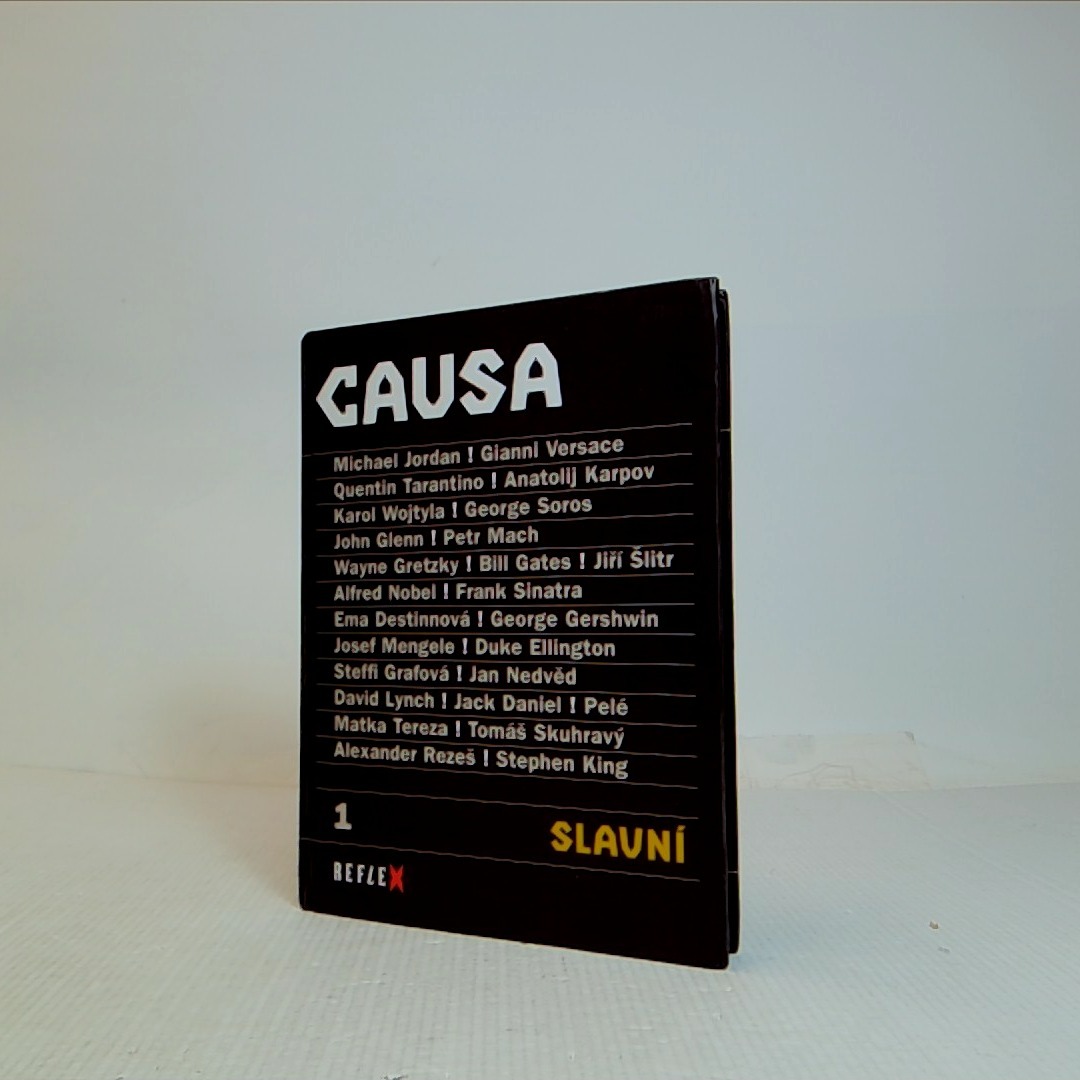 CAUSA
Michael Jordan ! Gianni Versace
Quentin Tarantino ! Anatolij Karpov
Karol Wojtyla ! George Soros
John Glenn ! Petr Mach
Wayne Gretzky ! Bill Gates ! Jiří Šlitr
Alfred Nobel ! Frank Sinatra
Ema Destinnová ! George Gershwin
Josef Mengele ! Duke Ellington
Steffi Grafová ! Jan Nedvěd
David Lynch ! Jack Daniel ! Pelé
Matka Tereza ! Tomáš Skuhravý
Alexander Rezeš ! Stephen King
1
SLAVNÍ
REFLEX